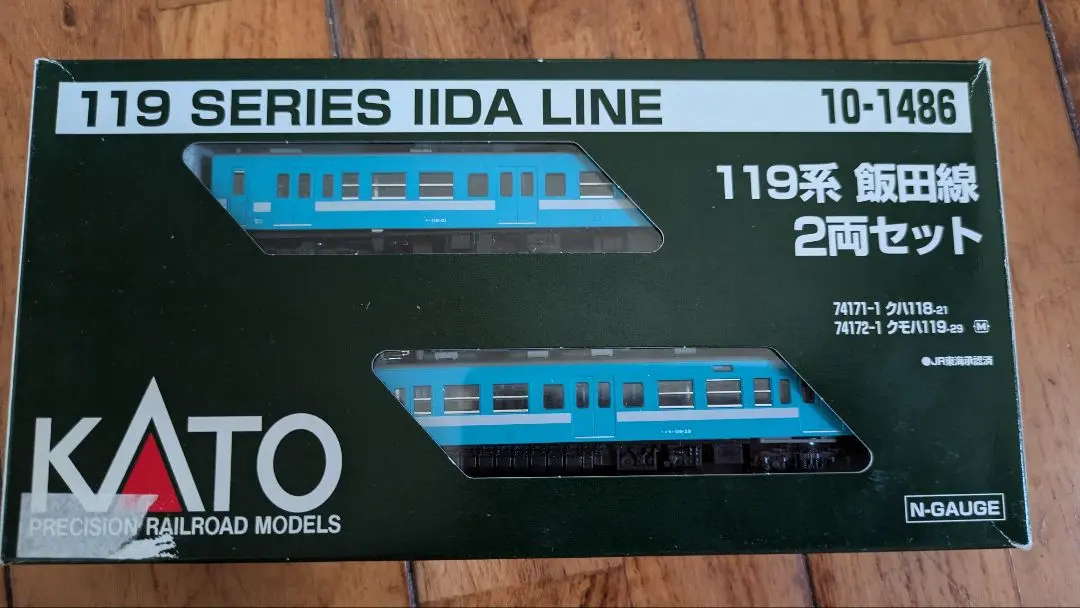 119 SERIES IIDA LINE
10-1486
119系 飯田線
2両セット
74171-1 クハ118-21
74172-1 クモハ119-29 M
●JR東海承認済
KATO
PRECISION RAILROAD MODELS
N-GAUGE